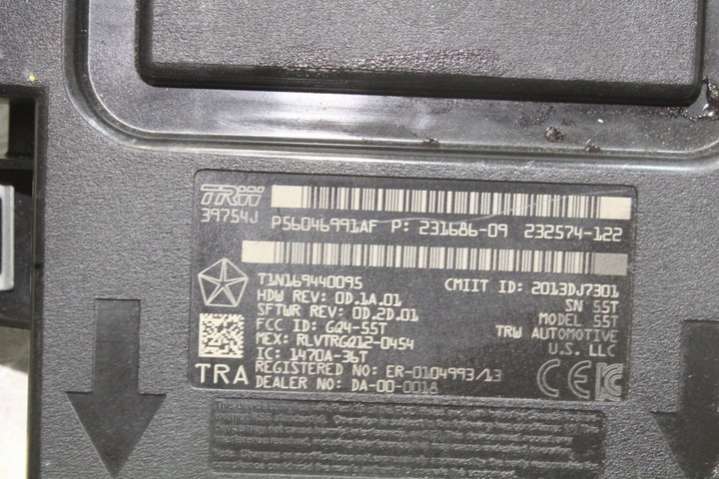 TRW
39754J
P56046991AF P: 231686-09 232574-122
T1N169440095
CMIIT ID: 2013DJ7301
HDW REV: 0D.1A.01
SN 55T
SFTWR REV: 0D.2D.01
MODEL 55T
FCC ID: GQ4-55T
TRW AUTOMOTIVE
MEX: RLVTRGQ12-0454
U.S. LLC
IC: 1470A-36T
TRA REGISTERED NO: ER-0104993/13
DEALER NO: DA-00-0018
CE